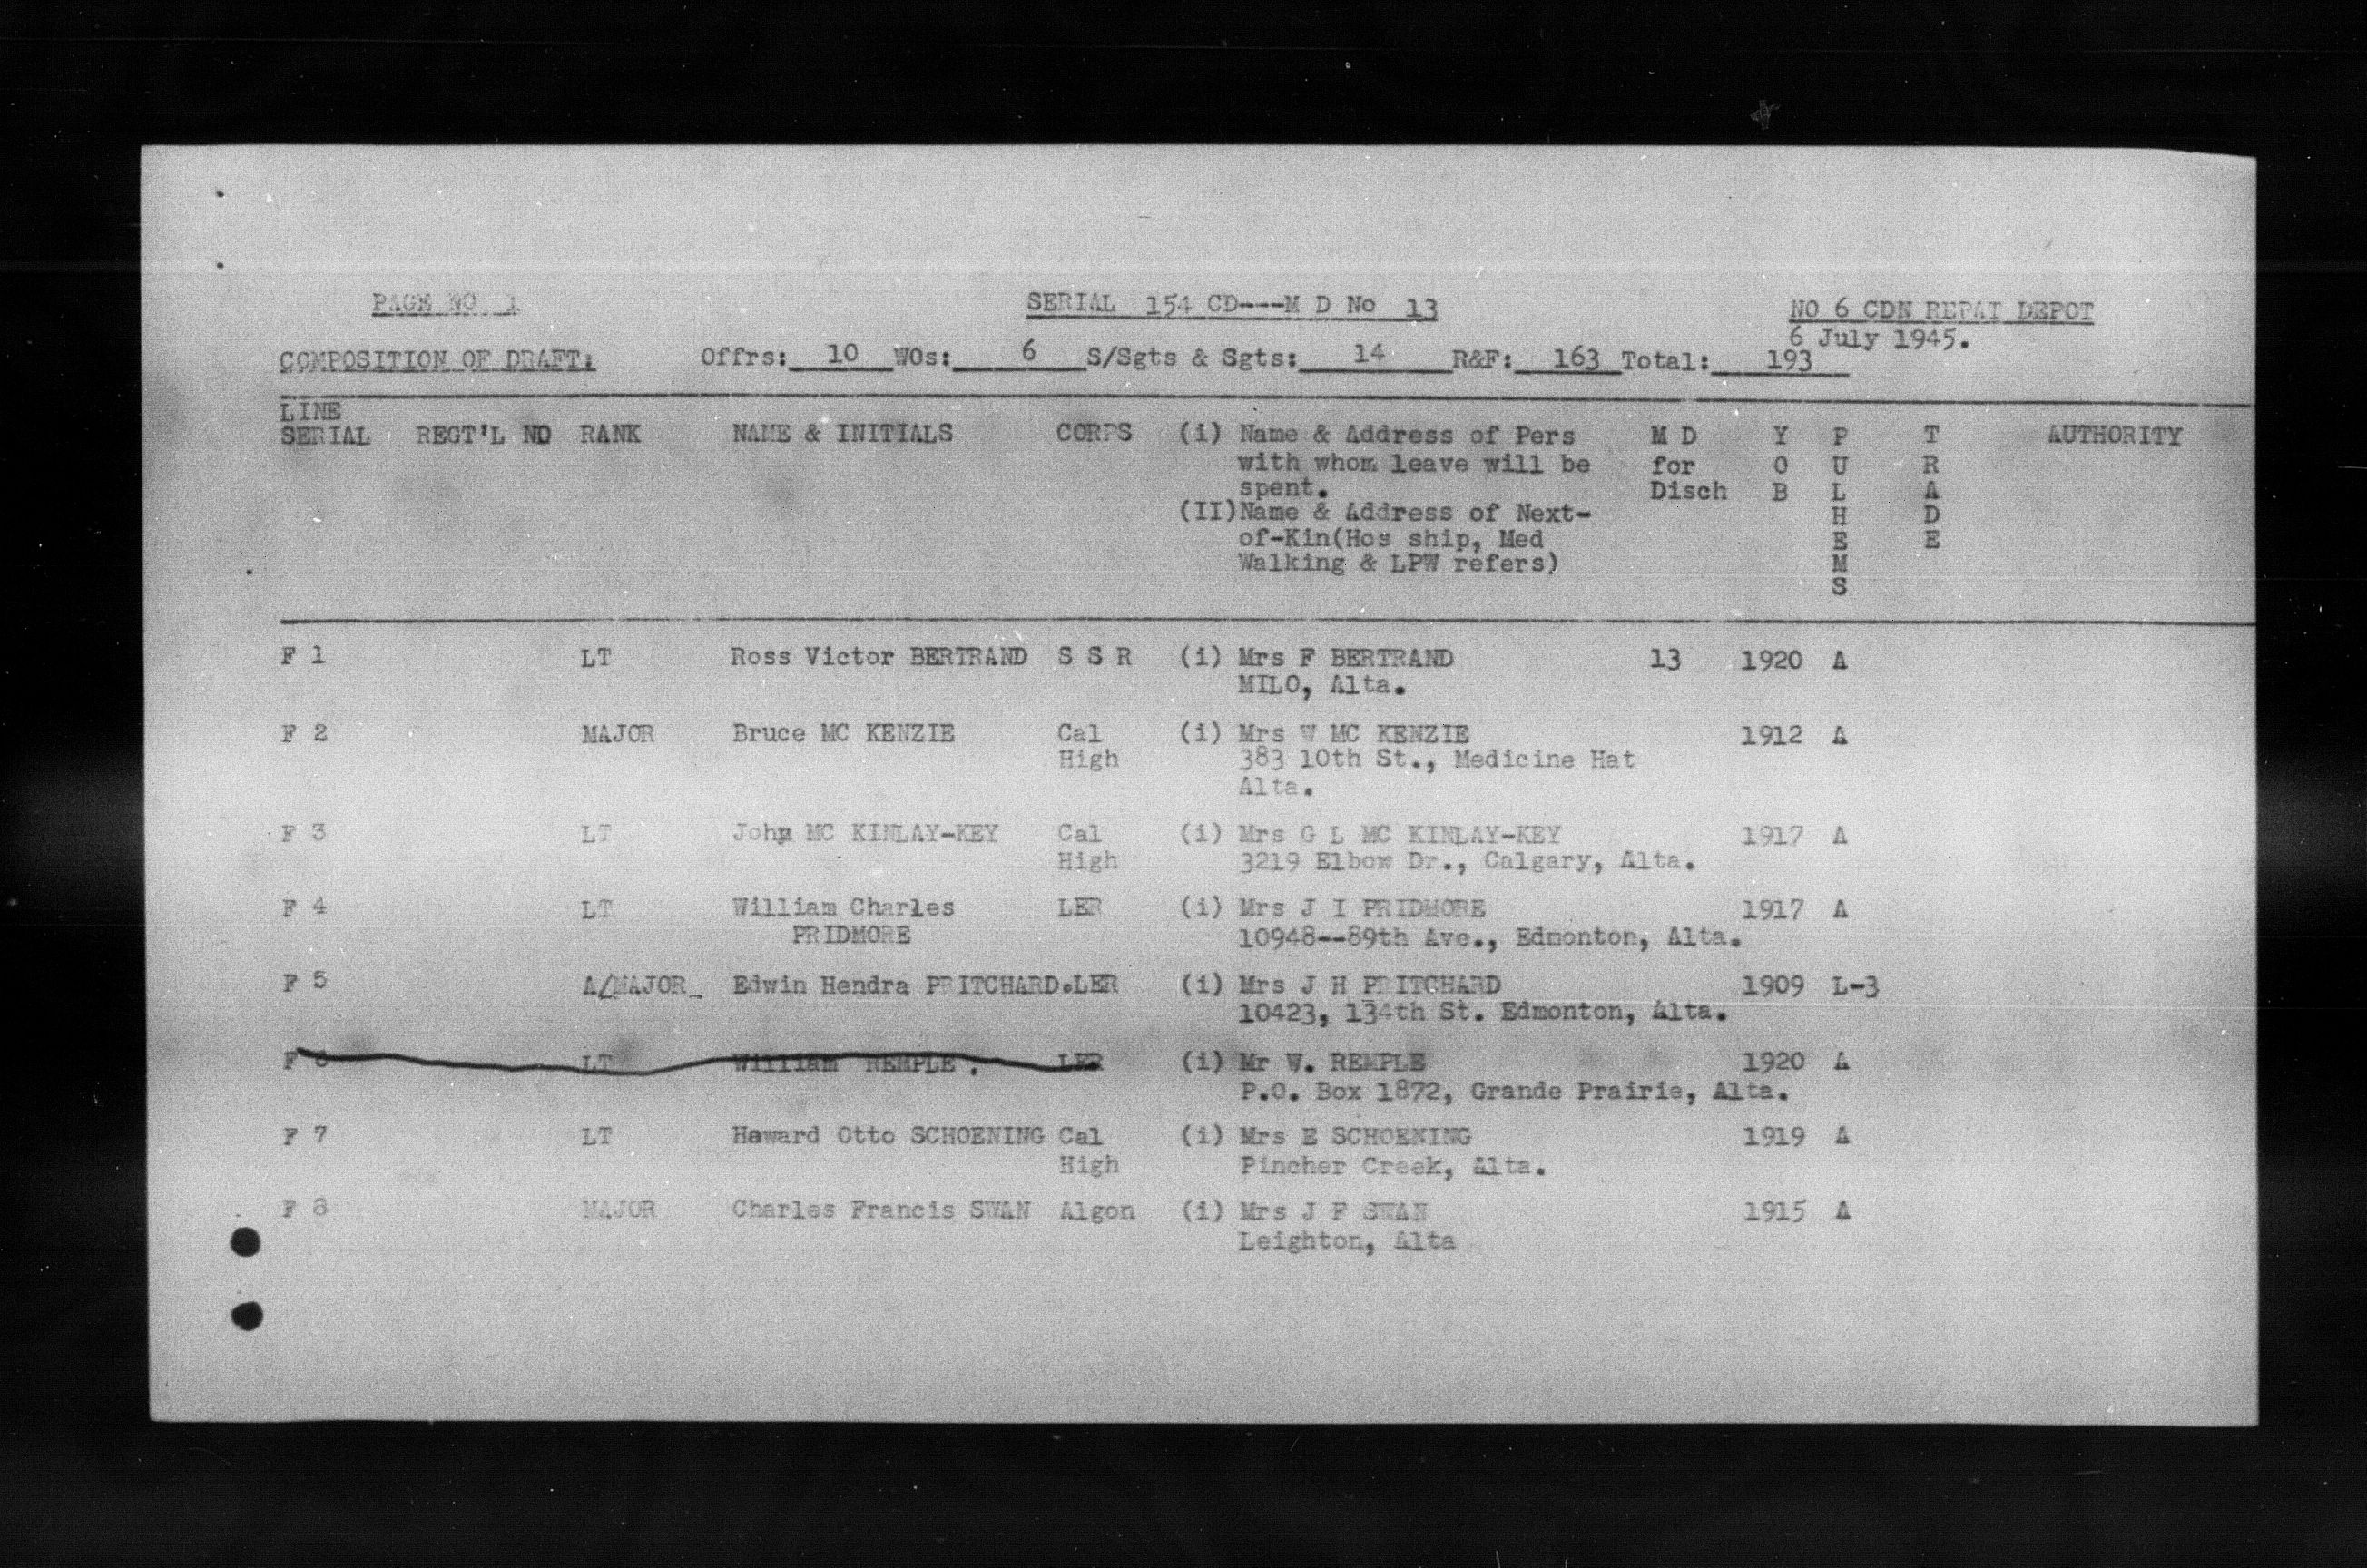 PAGE NO 1 SERIAL 154 CD---M D No 13 NO 6 CDN REPAT DEPOT
6 July 1945.
COMPOSITION OF DRAFT: Offrs: 10 WOs: 6 S/Sgts & Sgts: 14 R&F: 163 Total: 193
LINE
SERIAL REGT'L NO RANK NAME & INITIALS CORPS (i) Name & Address of Pers M D Y P T AUTHORITY
with whom leave will be for O U R
spent. Disch B L A
(II)Name & Address of Next- H D
of-Kin(Hos ship, Med E E
Walking & LPW refers) M
S
F 1 LT Ross Victor BERTRAND S S R (i) Mrs F BERTRAND 13 1920 A
MILO, Alta.
F 2 MAJOR Bruce MC KENZIE Cal (i) Mrs W MC KENZIE 1912 A
High 383 10th St., Medicine Hat
Alta.
F 3 LT John MC KINLAY-KEY Cal (i) Mrs G L MC KINLAY-KEY 1917 A
High 3219 Elbow Dr., Calgary, Alta.
F 4 LT William Charles LER (i) Mrs J I PRIDMORE 1917 A
PRIDMORE 10948--89th Ave., Edmonton, Alta.
F 5 A/MAJOR_ Edwin Hendra PRITCHARD.LER (i) Mrs J H PRITCHARD 1909 L-3
10423, 134th St. Edmonton, Alta.
F 6 LT William REMPLE . LER (i) Mr W. REMPLE 1920 A
P.O. Box 1872, Grande Prairie, Alta.
F 7 LT Howard Otto SCHOENING Cal (i) Mrs E SCHOENING 1919 A
High Pincher Creek, Alta.
F 8 MAJOR Charles Francis SWAN Algon (i) Mrs J F SWAN 1915 A
Leighton, Alta